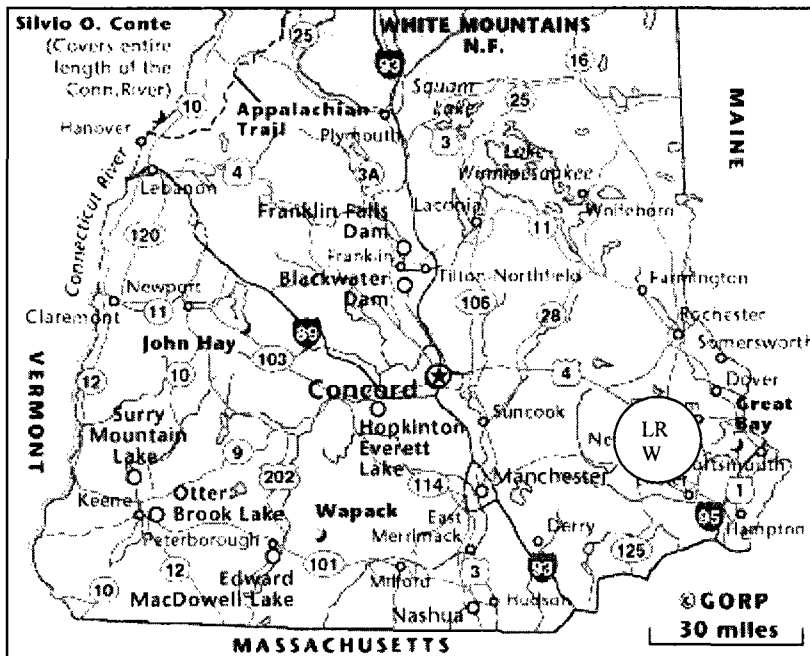 Silvio O. Conte
(Covers entire
length of the
Conn. River)
WHITE MOUNTAINS
N.F.
25
93
16
10
Appalachian
Trail
Squam
Lake
25
MAINE
Hanover
Plymouth
3
Lake
Winnipesaukee
Connecticut River
Lebanon
4
3A
Laconia
Wolfeboro
Franklin Falls
Dam
11
120
Franklin
Tilton-Northfield
Farmington
Newport
Blackwater
Dam
106
Rochester
Claremont
11
28
Somersworth
89
John Hay
103
VERMONT
12
10
Concord
4
Dover
Surry
Mountain
Lake
Great
Bay
Suncook
Hopkinton
Everett
Lake
LR
W
9
202
114
Manchester
Keene
Otter
Brook Lake
Wapack
East
Merrimack
1
Peterborough
95
Hampton
Derry
101
Milford
125
12
10
Edward
MacDowell Lake
3
93
Nashua
Hudson
©GORP
30 miles
MASSACHUSETTS